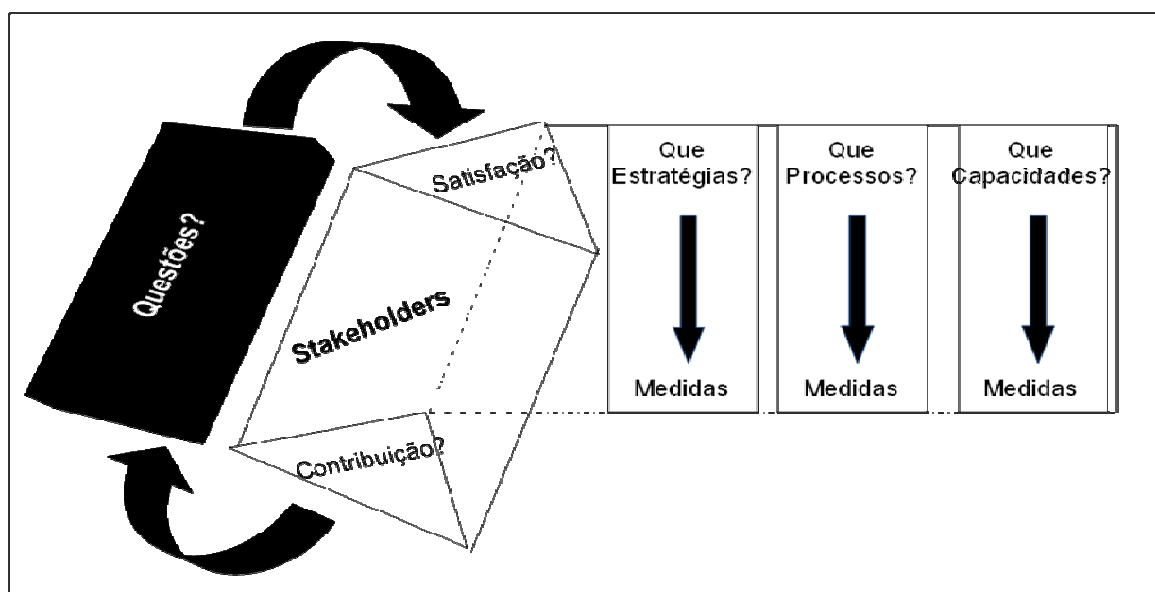 Questões?
Satisfação?
Stakeholders
Contribuição?
Que
Estratégias?
Medidas
Que
Processos?
Medidas
Que
Capacidades?
Medidas